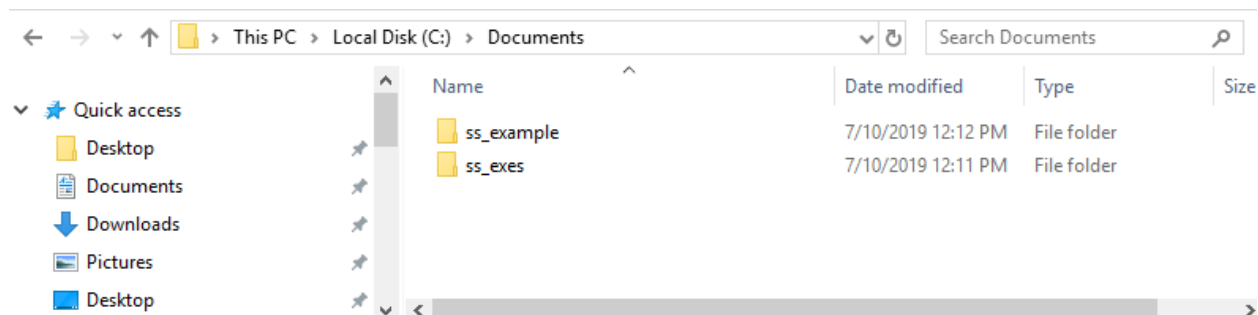 This PC > Local Disk (C:) > Documents Search Documents
Name Date modified Type Size
Quick access
Desktop
Documents
Downloads
Pictures
Desktop
ss_example 7/10/2019 12:12 PM File folder
ss_exes 7/10/2019 12:11 PM File folder